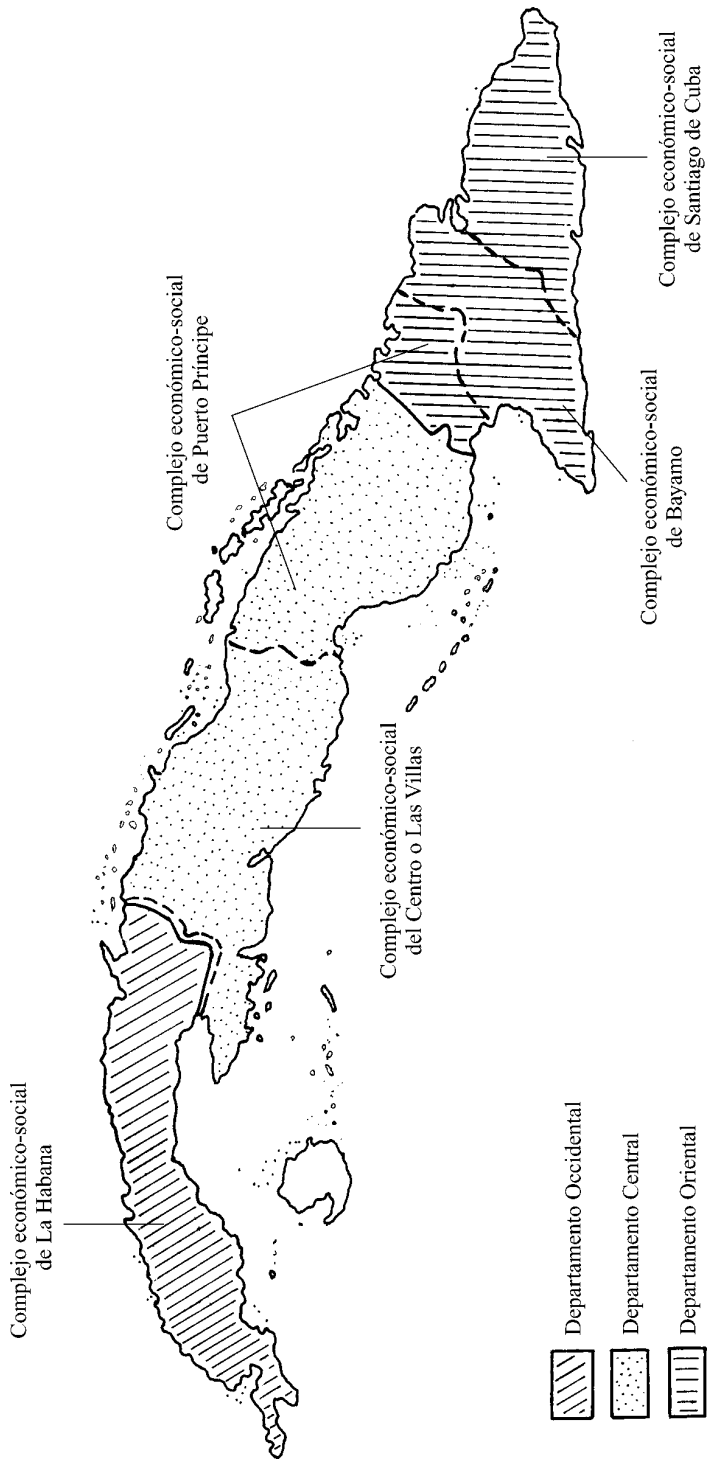 Complejo económico-social
de La Habana
Complejo económico-social
del Centro o Las Villas
Complejo económico-social
de Puerto Príncipe
Complejo económico-social
de Bayamo
Complejo económico-social
de Santiago de Cuba
Departamento Occidental
Departamento Central
Departamento Oriental